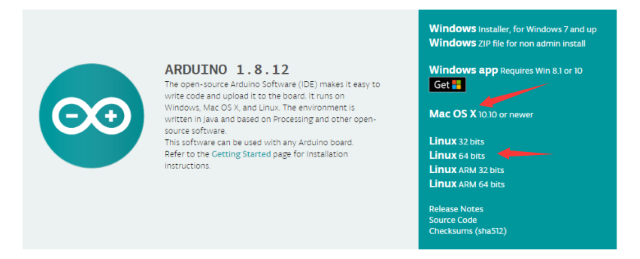 ARDUINO 1.8.12
The open-source Arduino Software (IDE) makes it easy to
write code and upload it to the board. It runs on
Windows, Mac OS X, and Linux. The environment is
written in Java and based on Processing and other open-
source software.
This software can be used with any Arduino board.
Refer to the Getting Started page for Installation
instructions.
Windows Installer, for Windows 7 and up
Windows ZIP file for non admin install
Windows app Requires Win 8.1 or 10
Get
Mac OS X 10.10 or newer
Linux 32 bits
Linux 64 bits
Linux ARM 32 bits
Linux ARM 64 bits
Release Notes
Source Code
Checksums (sha512)